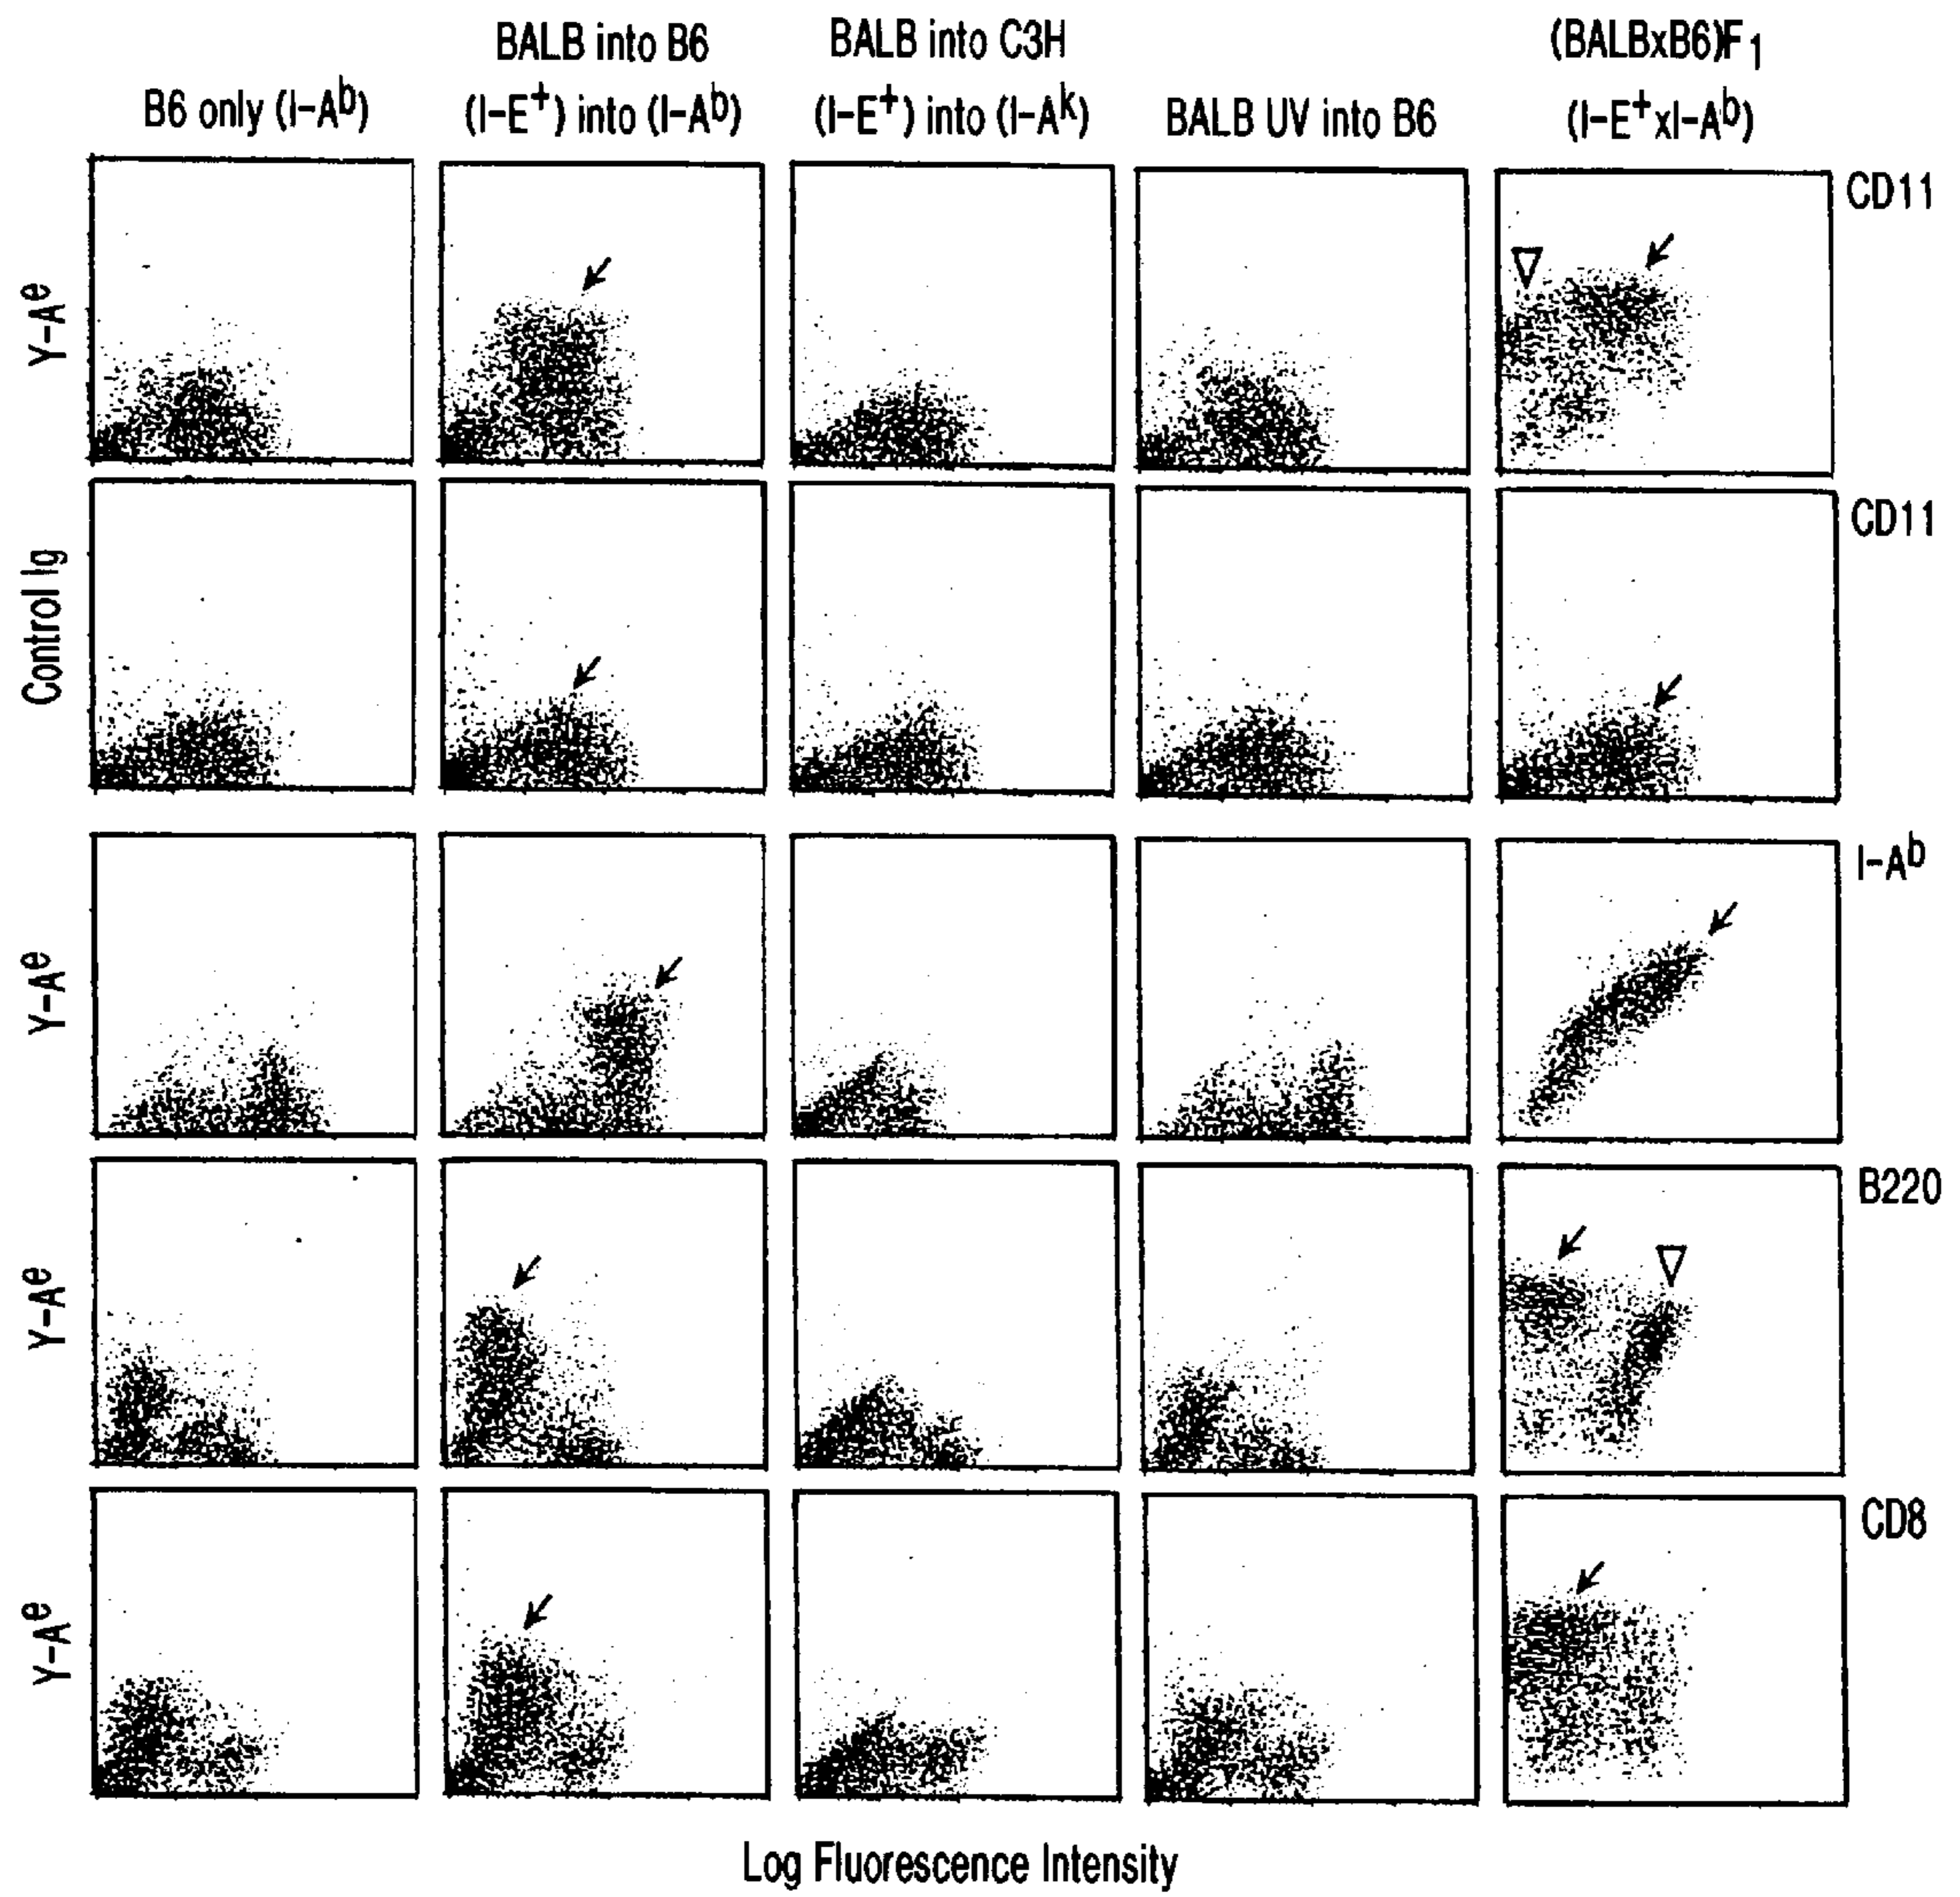 BALB into B6
BALB into C3H
(BALBxB6)F1
B6 only (I-Ab)
(I-E+) into (I-Ab)
(I-E+) into (I-Ak)
BALB UV into B6
(I-E+xI-Ab)
Y-Ae
CD11
Control Ig
CD11
Y-Ae
I-Ab
Y-Ae
B220
Y-Ae
CD8
Log Fluorescence Intensity